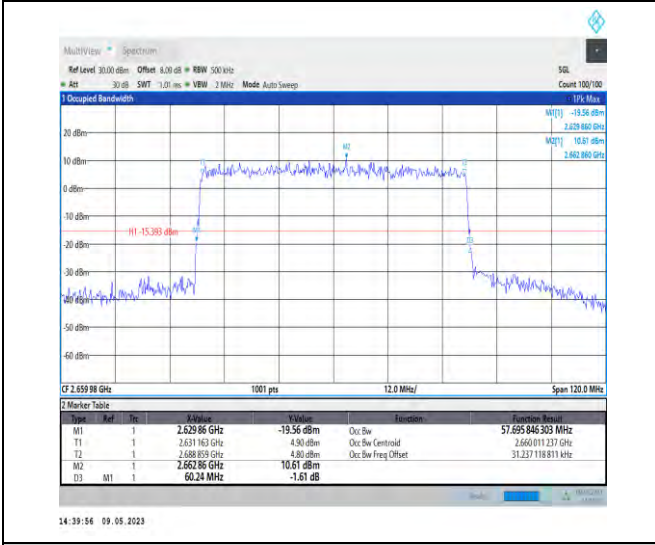 MultiView Spectrum
Ref Level 30.00 dBm Offset 8.00 dB RBW 500 kHz SGL
Att 30 dB SWT 1.01 ms VBW 2 MHz Mode Auto Sweep Count 100/100
1 Occupied Bandwidth 1Pk Max
M1[1] -19.56 dBm
2.629 860 GHz
20 dBm
M2[1] 10.61 dBm
2.662 860 GHz
M2
10 dBm
0 dBm
-10 dBm
H1 -15.393 dBm
D3
-20 dBm
-30 dBm
-40 dBm
-50 dBm
-60 dBm
CF 2.65998 GHz 1001 pts 12.0 MHz/ Span 120.0 MHz
2 Marker Table
Type Ref Trc X-Value Y-Value Function Function Result
M1 1 2.629 86 GHz -19.56 dBm Occ Bw 57.695 846 303 MHz
T1 1 2.631 163 GHz 4.90 dBm Occ Bw Centroid 2.660 011 237 GHz
T2 1 2.688 859 GHz 4.80 dBm Occ Bw Freq Offset 31.237 118 811 kHz
M2 1 2.662 86 GHz 10.61 dBm
D3 M1 1 60.24 MHz -1.61 dB
14:39:56 09.05.2023